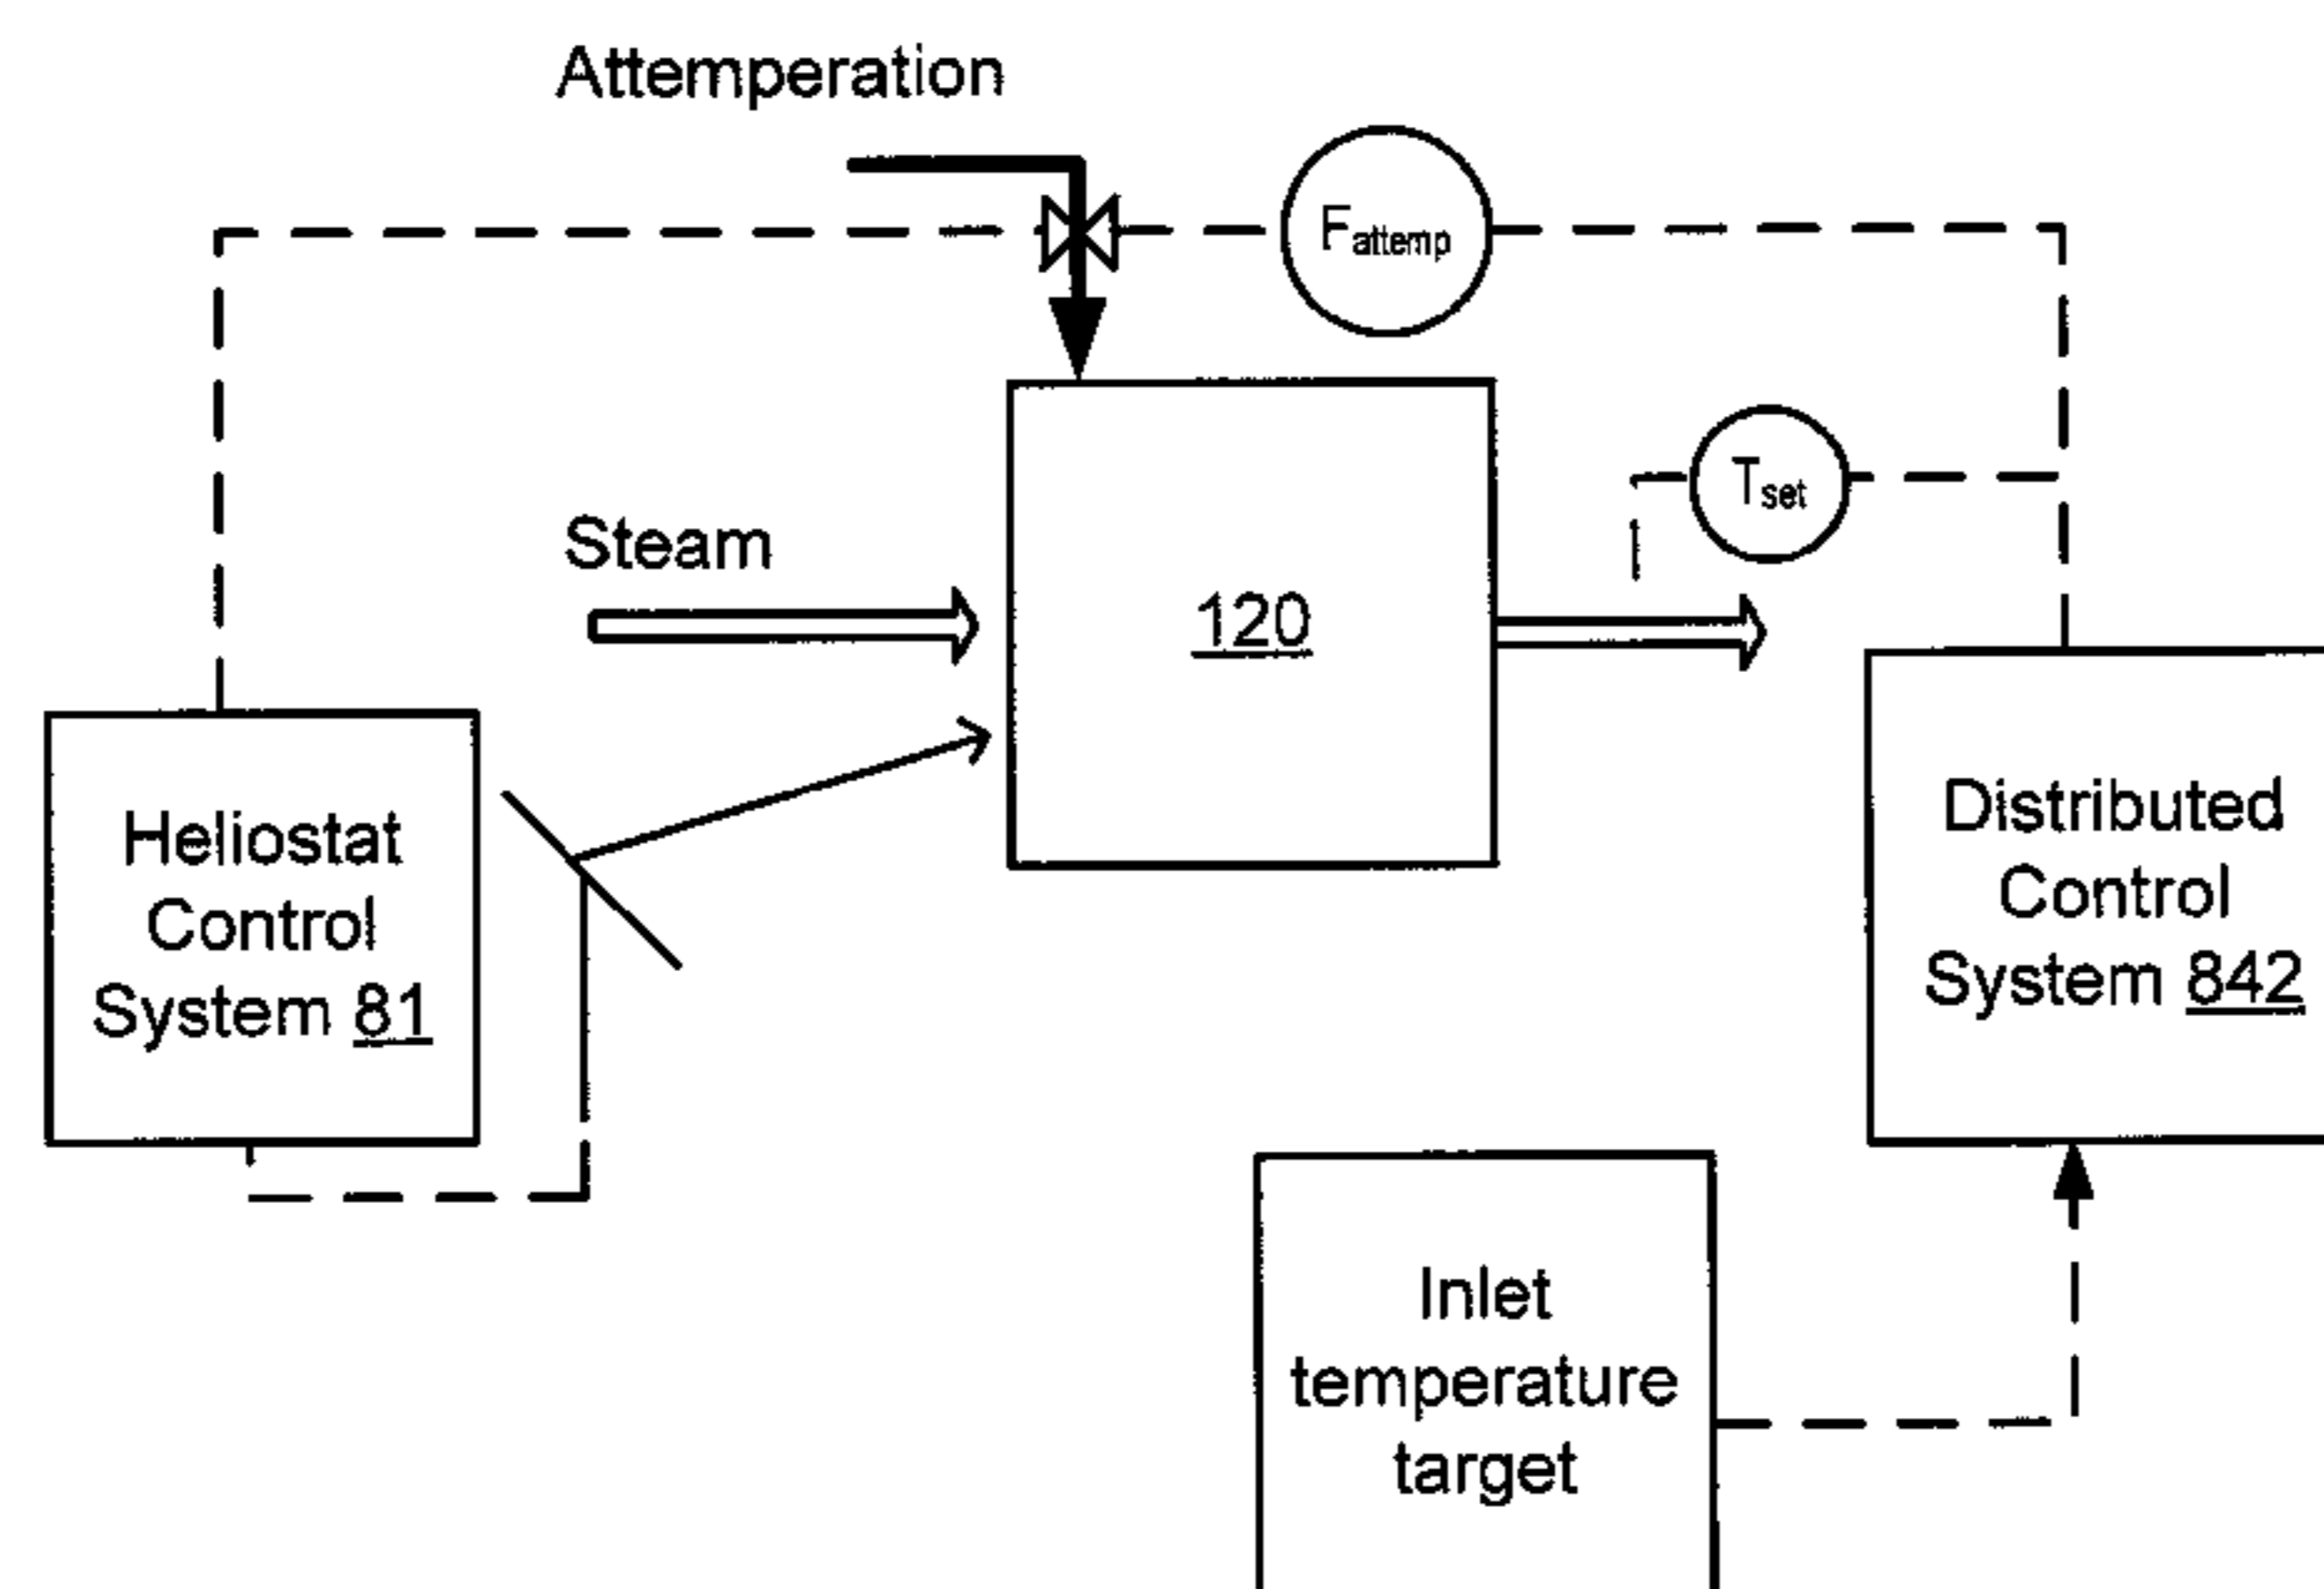 Attemperation
Fattemp
Tset
Steam
120
Heliostat
Control
System 81
Distributed
Control
System 842
Inlet
temperature
target